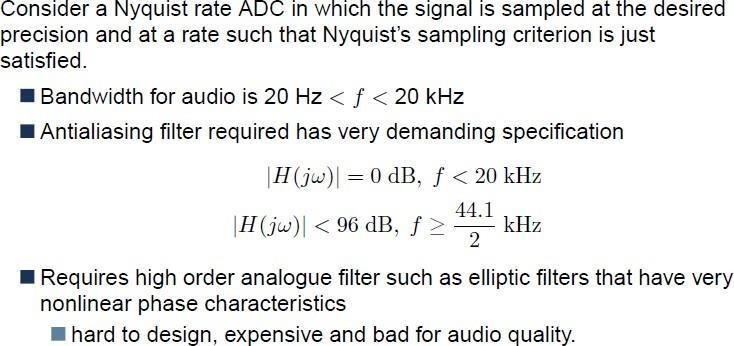 Consider a Nyquist rate ADC in which the signal is sampled at the desired
precision and at a rate such that Nyquist's sampling criterion is just
satisfied.
■ Bandwidth for audio is 20 Hz < f < 20 kHz
■ Antialiasing filter required has very demanding specification
|H(jω)| = 0 dB, f < 20 kHz
|H(jω)| < 96 dB, f ≥ 44.1/2 kHz
■ Requires high order analogue filter such as elliptic filters that have very
nonlinear phase characteristics
■ hard to design, expensive and bad for audio quality.